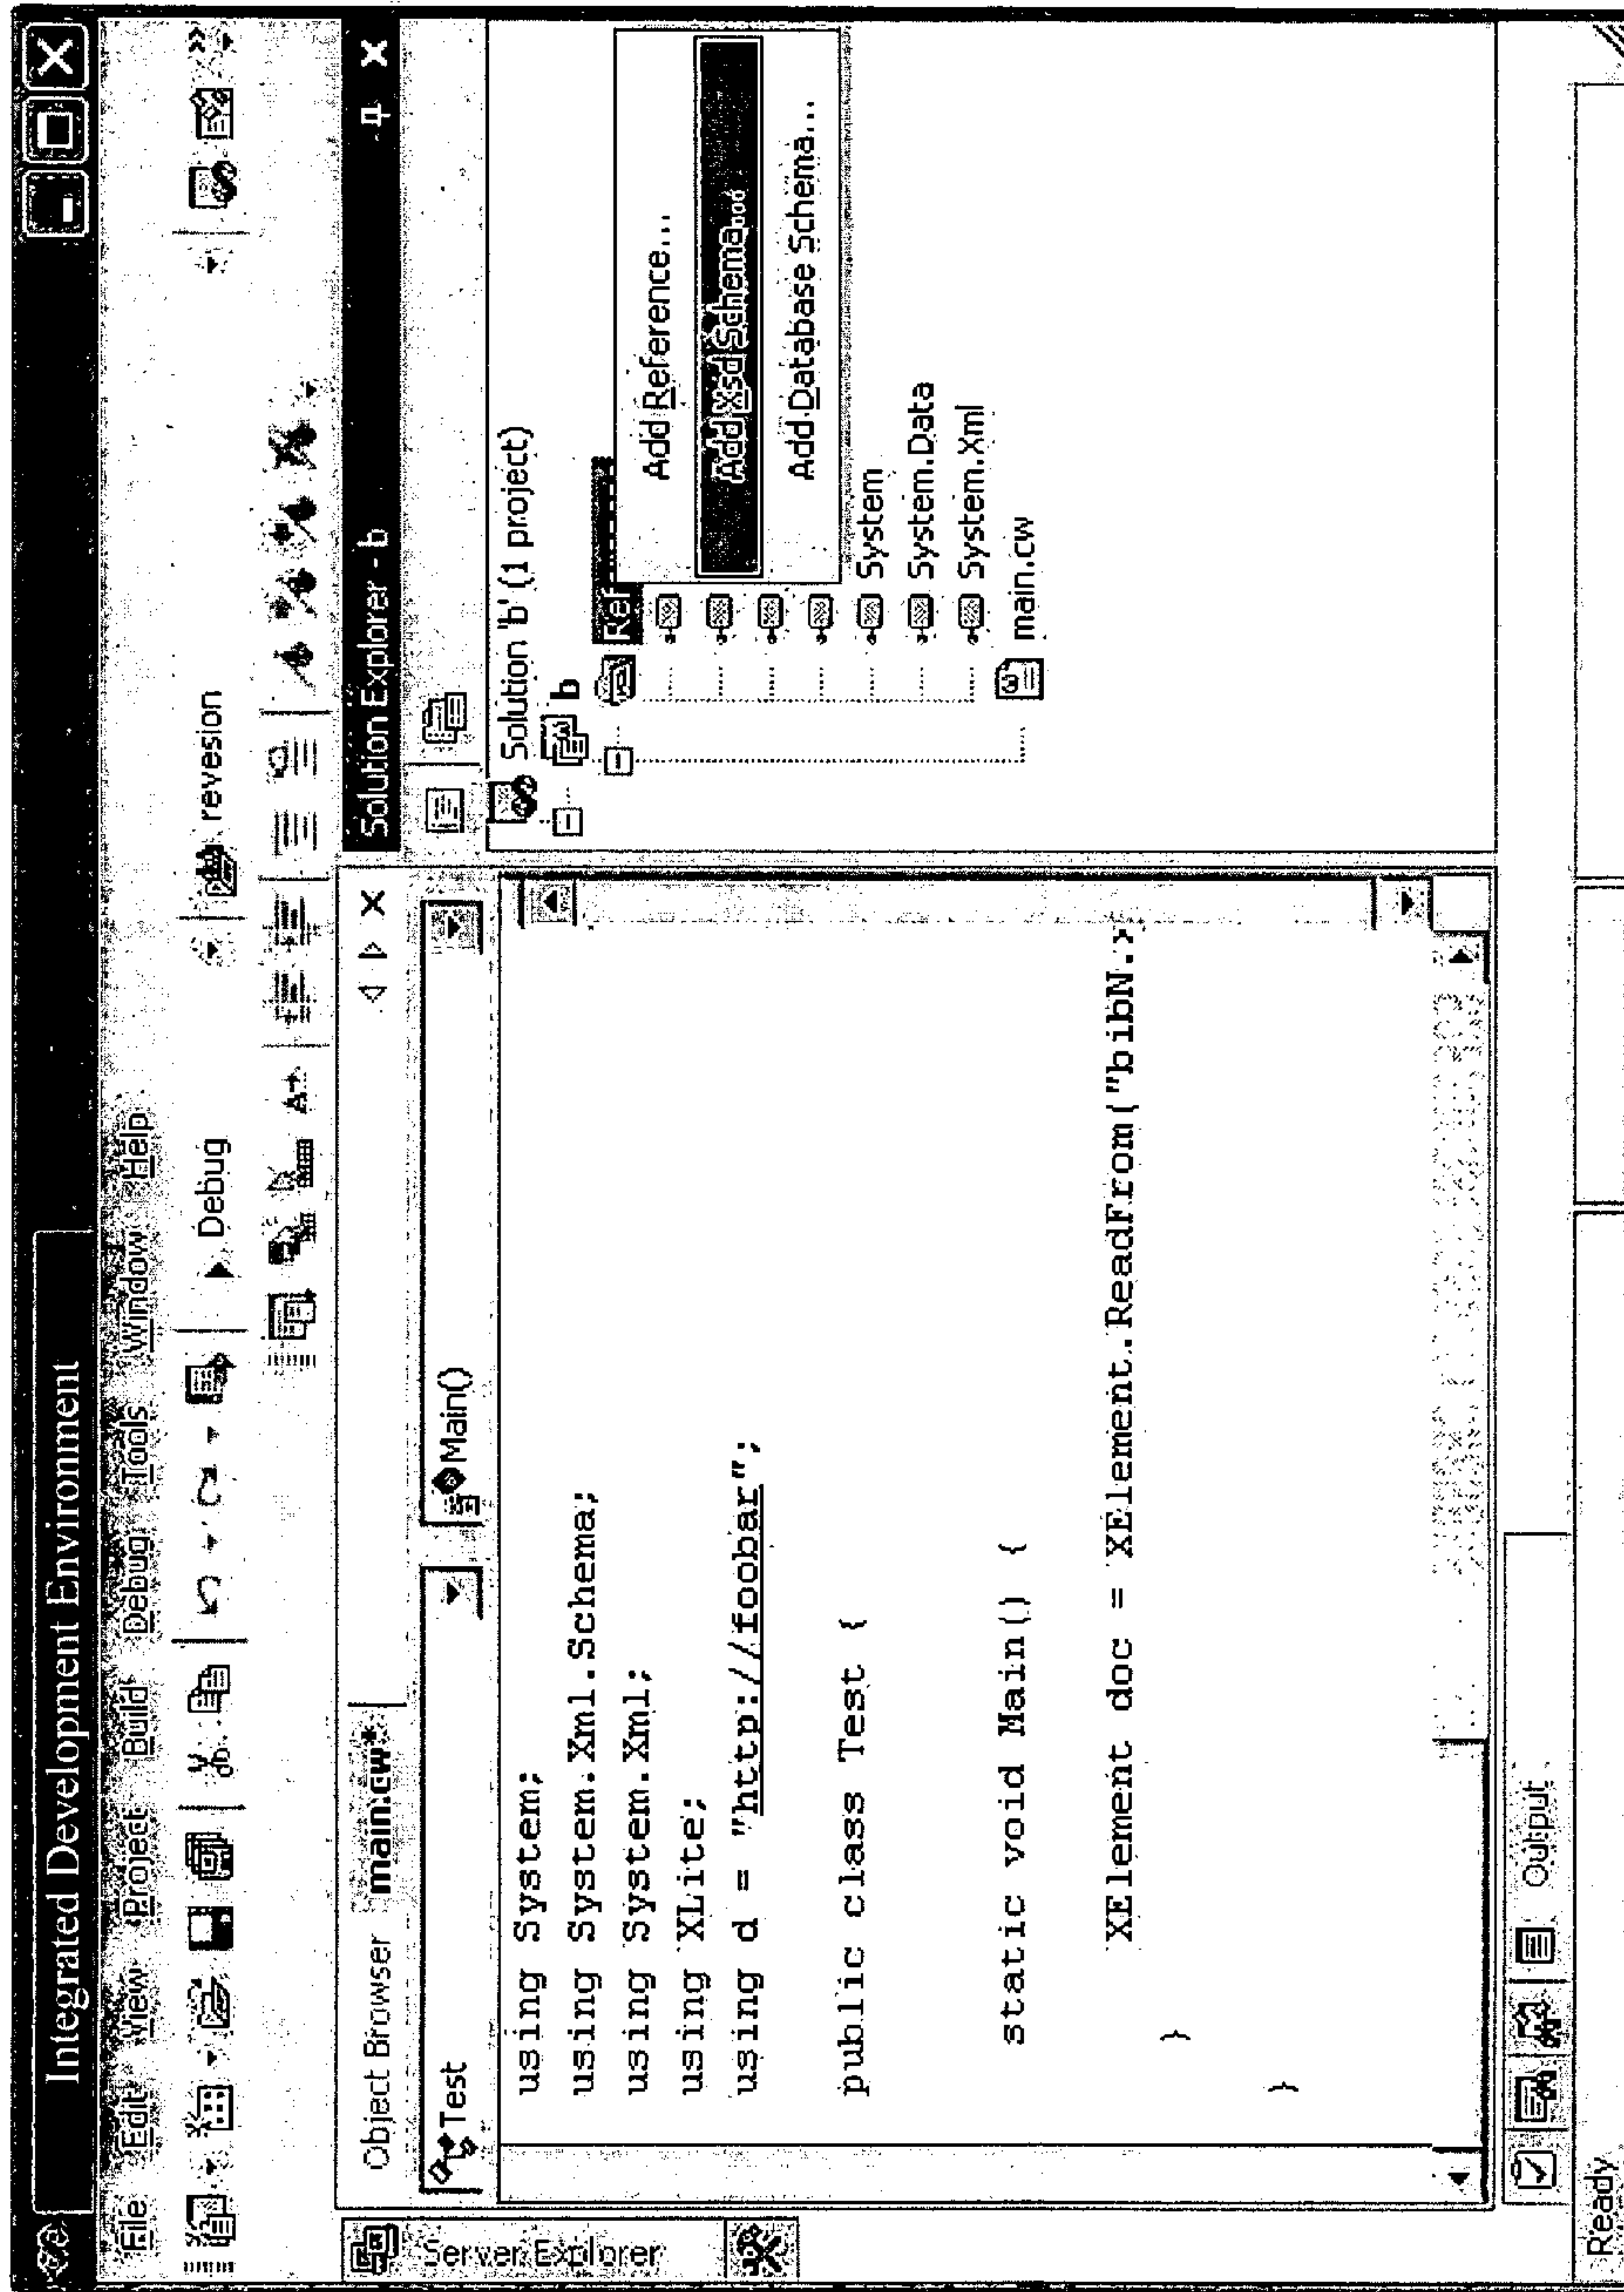 Integrated Development Environment
File Edit View Project Build Debug Tools Window Help
Debug
revesion
Server Explorer
Object Browser main.cw*
Test
Main()
using System;
using System.Xml.Schema;
using System.Xml;
using XLite;
using d = "http://foobar";
public class Test {
static void Main() {
XElement doc = XElement.ReadFrom("bibN.
}
}
Solution Explorer - b
Solution 'b' (1 project)
b
Ref
Add Reference...
Add Xsd Schema...
Add Database Schema...
System
System.Data
System.Xml
main.cw
Output
Ready